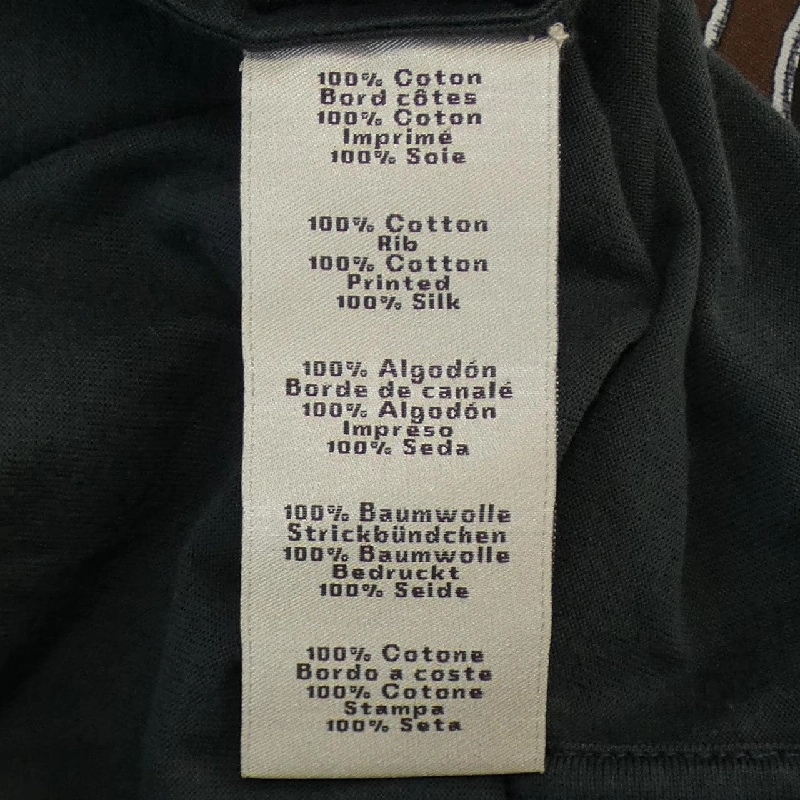 100% Coton
Bord côtes
100% Coton
Imprimé
100% Soie
100% Cotton
Rib
100% Cotton
Printed
100% Silk
100% Algodón
Borde de canalé
100% Algodón
Impreso
100% Seda
100% Baumwolle
Strickbündchen
100% Baumwolle
Bedruckt
100% Seide
100% Cotone
Bordo a coste
100% Cotone
Stampa
100% Seta